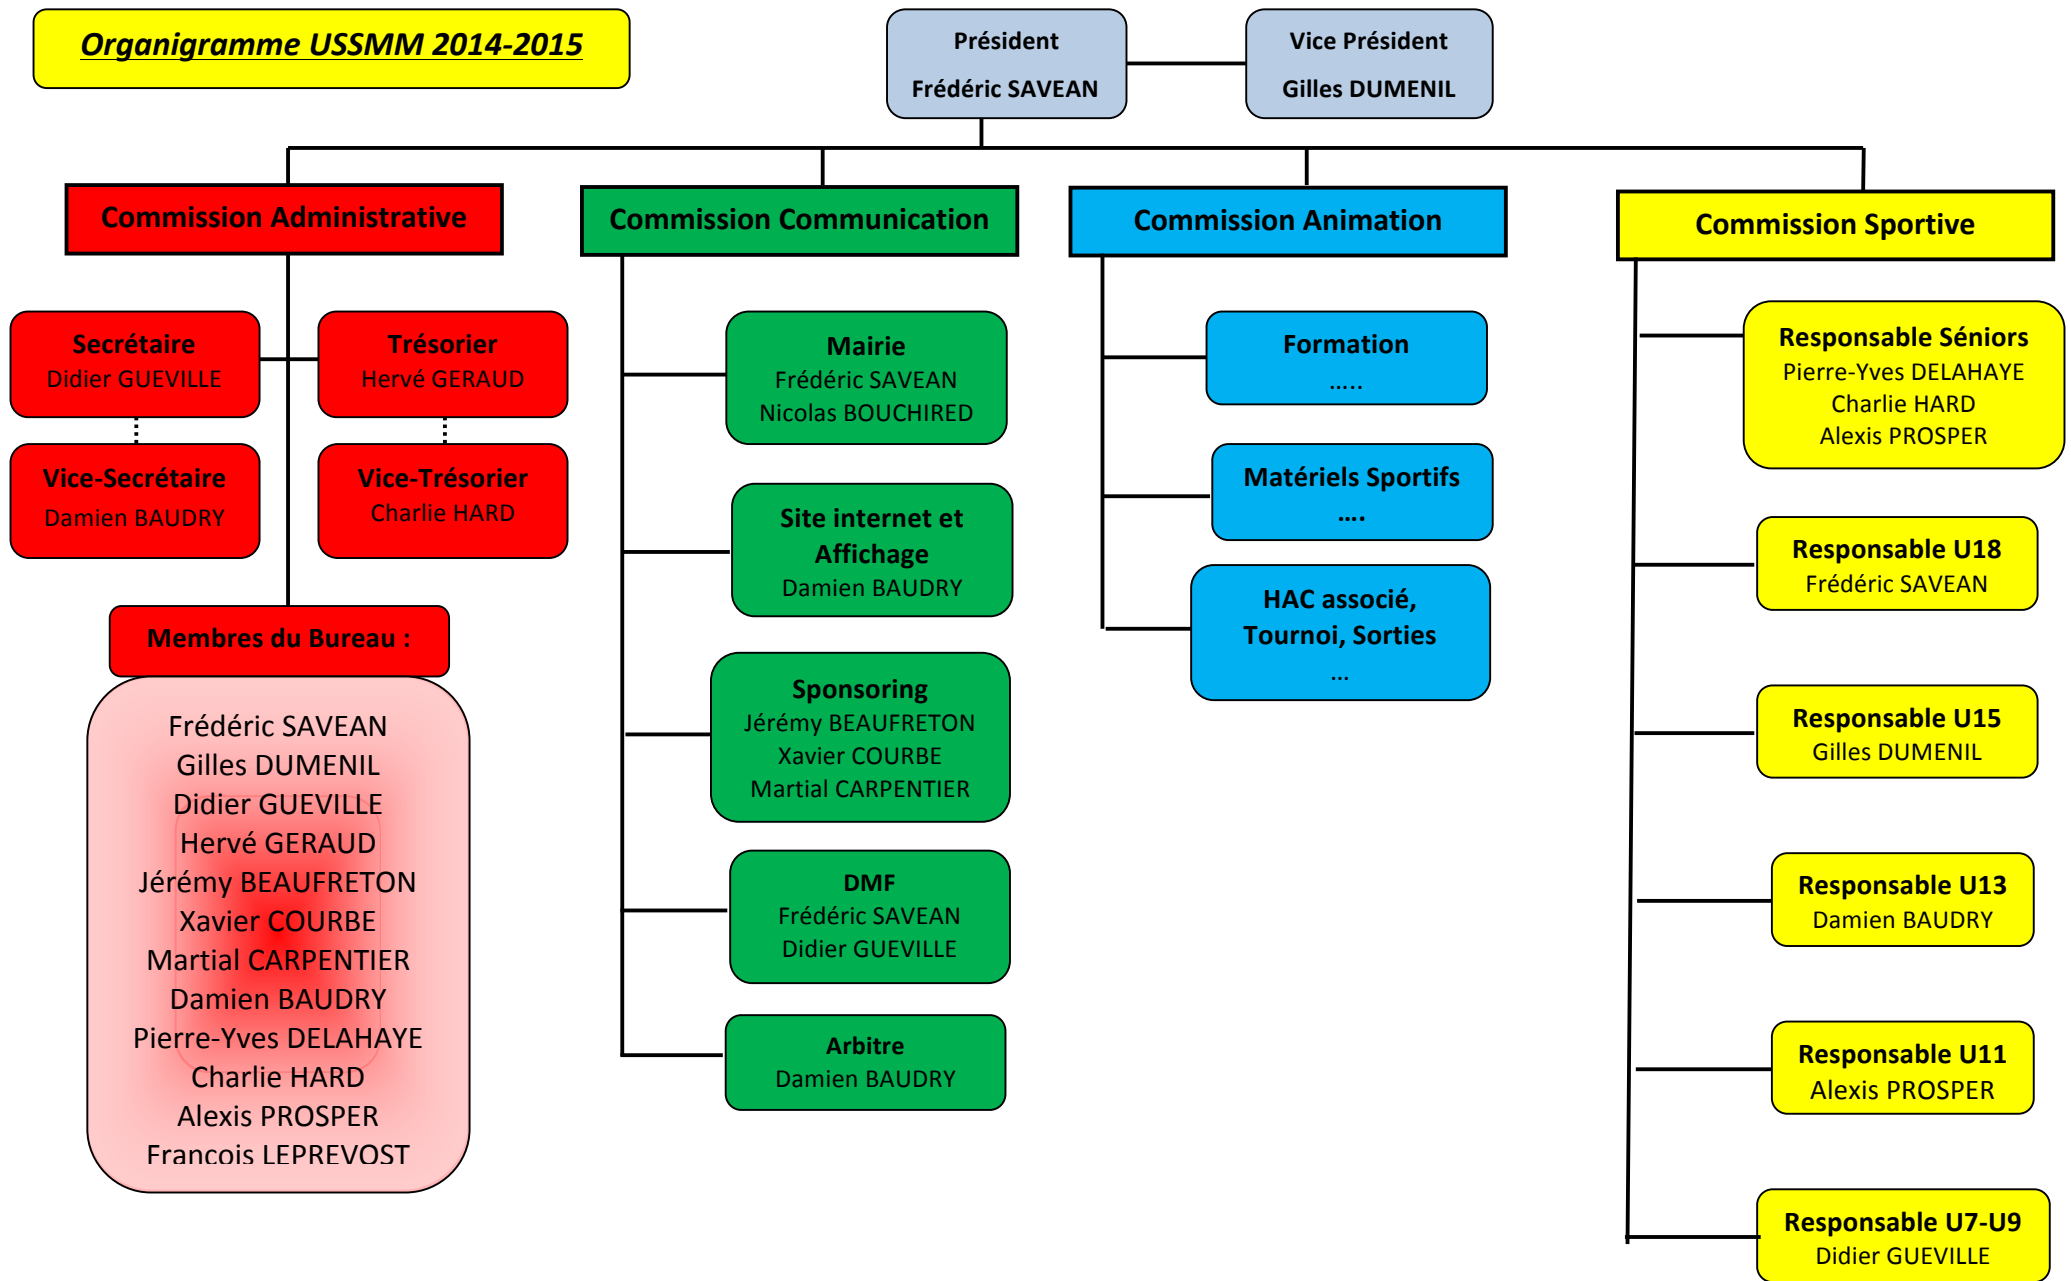 Organigramme USSMM 2014-2015
Président
Frédéric SAVEAN
Vice Président
Gilles DUMENIL
Commission Administrative
Secrétaire
Didier GUEVILLE
Trésorier
Hervé GERAUD
Vice-Secrétaire
Damien BAUDRY
Vice-Trésorier
Charlie HARD
Membres du Bureau :
Frédéric SAVEAN
Gilles DUMENIL
Didier GUEVILLE
Hervé GERAUD
Jérémy BEAUFRETON
Xavier COURBE
Martial CARPENTIER
Damien BAUDRY
Pierre-Yves DELAHAYE
Charlie HARD
Alexis PROSPER
Francois LEPREVOST
Commission Communication
Mairie
Frédéric SAVEAN
Nicolas BOUCHIRED
Site internet et
Affichage
Damien BAUDRY
Sponsoring
Jérémy BEAUFRETON
Xavier COURBE
Martial CARPENTIER
DMF
Frédéric SAVEAN
Didier GUEVILLE
Arbitre
Damien BAUDRY
Commission Animation
Formation
.....
Matériels Sportifs
....
HAC associé,
Tournoi, Sorties
...
Commission Sportive
Responsable Séniors
Pierre-Yves DELAHAYE
Charlie HARD
Alexis PROSPER
Responsable U18
Frédéric SAVEAN
Responsable U15
Gilles DUMENIL
Responsable U13
Damien BAUDRY
Responsable U11
Alexis PROSPER
Responsable U7-U9
Didier GUEVILLE